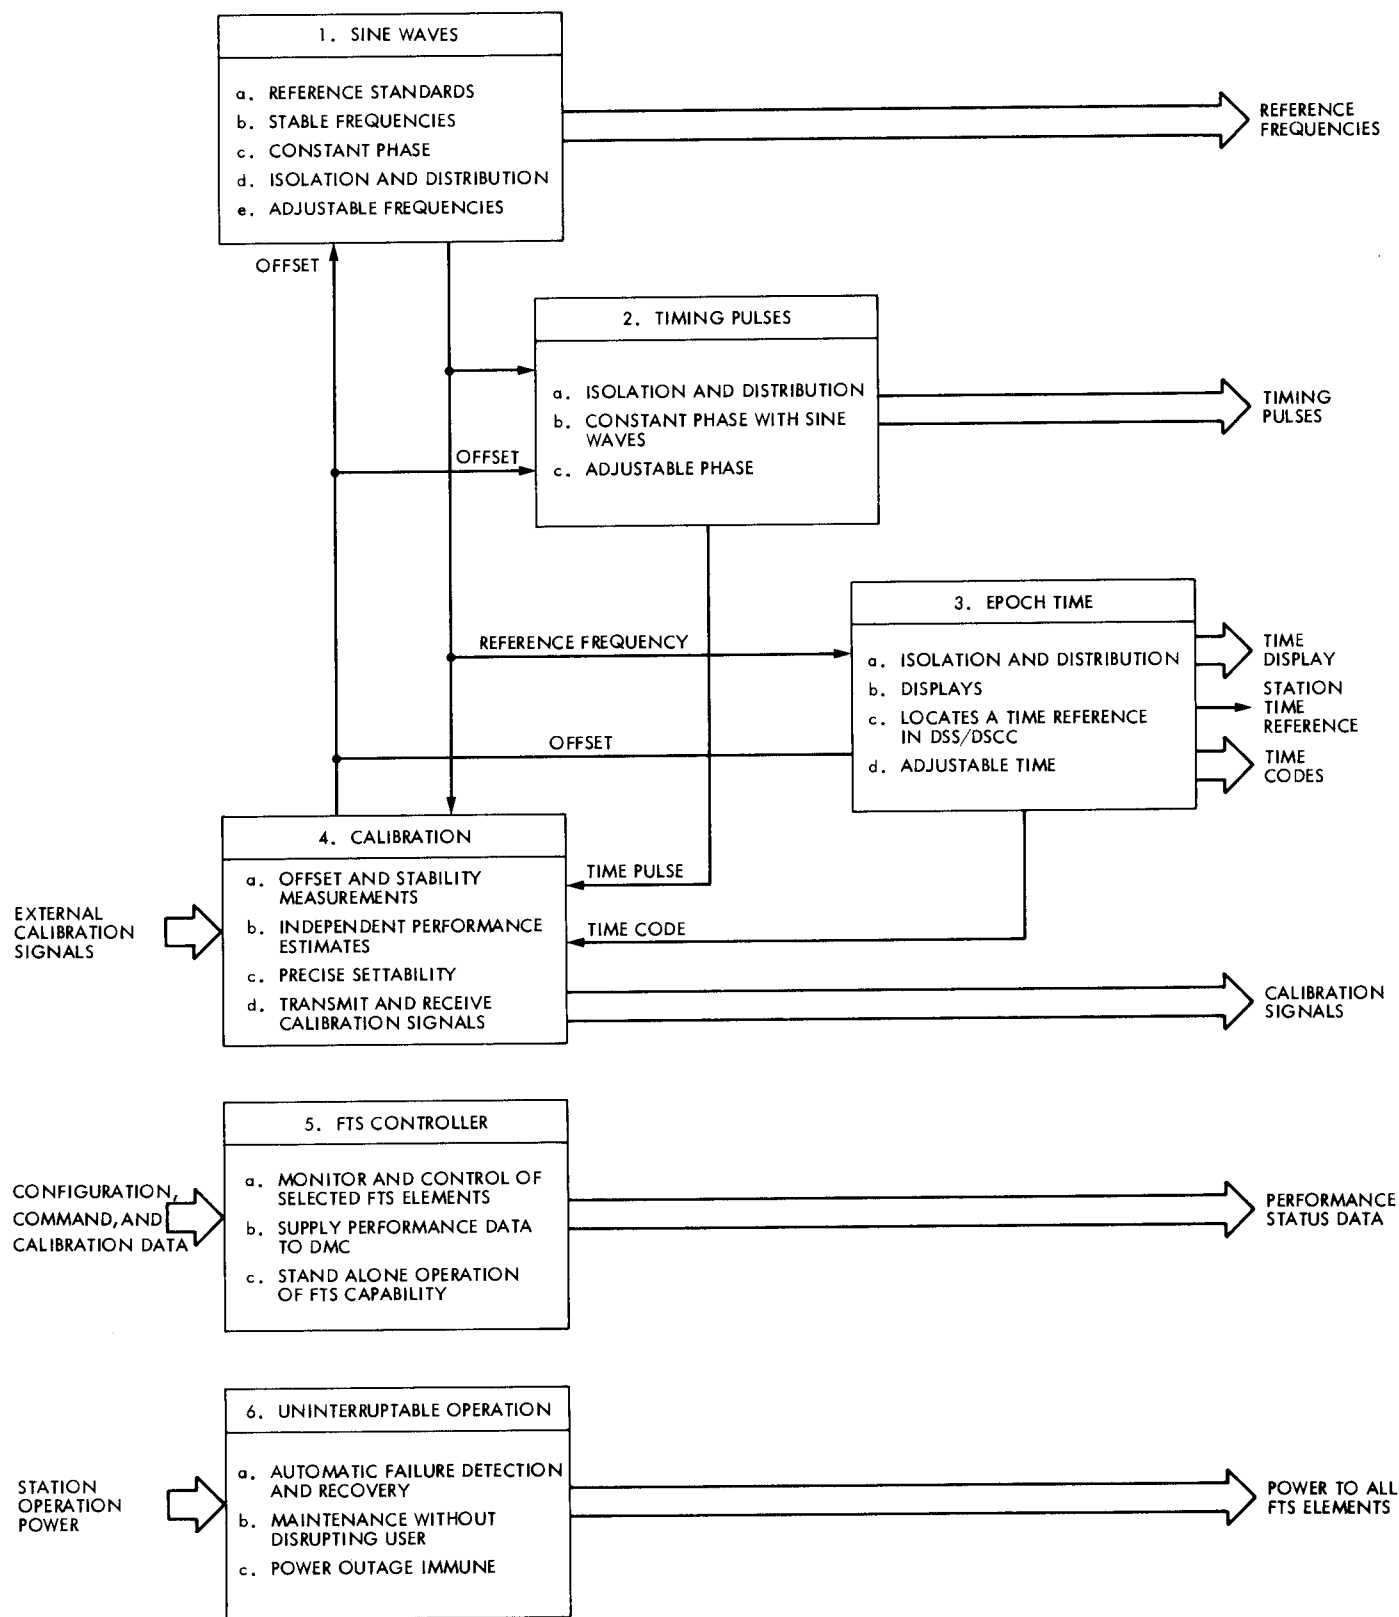 1. SINE WAVES
a. REFERENCE STANDARDS
b. STABLE FREQUENCIES
c. CONSTANT PHASE
d. ISOLATION AND DISTRIBUTION
e. ADJUSTABLE FREQUENCIES
REFERENCE
FREQUENCIES
OFFSET
2. TIMING PULSES
a. ISOLATION AND DISTRIBUTION
b. CONSTANT PHASE WITH SINE
WAVES
c. ADJUSTABLE PHASE
TIMING
PULSES
OFFSET
3. EPOCH TIME
a. ISOLATION AND DISTRIBUTION
b. DISPLAYS
c. LOCATES A TIME REFERENCE
IN DSS/DSCC
d. ADJUSTABLE TIME
REFERENCE FREQUENCY
OFFSET
TIME
DISPLAY
STATION
TIME
REFERENCE
TIME
CODES
4. CALIBRATION
a. OFFSET AND STABILITY
MEASUREMENTS
b. INDEPENDENT PERFORMANCE
ESTIMATES
c. PRECISE SETTABILITY
d. TRANSMIT AND RECEIVE
CALIBRATION SIGNALS
TIME PULSE
TIME CODE
EXTERNAL
CALIBRATION
SIGNALS
CALIBRATION
SIGNALS
5. FTS CONTROLLER
a. MONITOR AND CONTROL OF
SELECTED FTS ELEMENTS
b. SUPPLY PERFORMANCE DATA
TO DMC
c. STAND ALONE OPERATION
OF FTS CAPABILITY
CONFIGURATION,
COMMAND, AND
CALIBRATION DATA
PERFORMANCE
STATUS DATA
6. UNINTERRUPTABLE OPERATION
a. AUTOMATIC FAILURE DETECTION
AND RECOVERY
b. MAINTENANCE WITHOUT
DISRUPTING USER
c. POWER OUTAGE IMMUNE
STATION
OPERATION
POWER
POWER TO ALL
FTS ELEMENTS